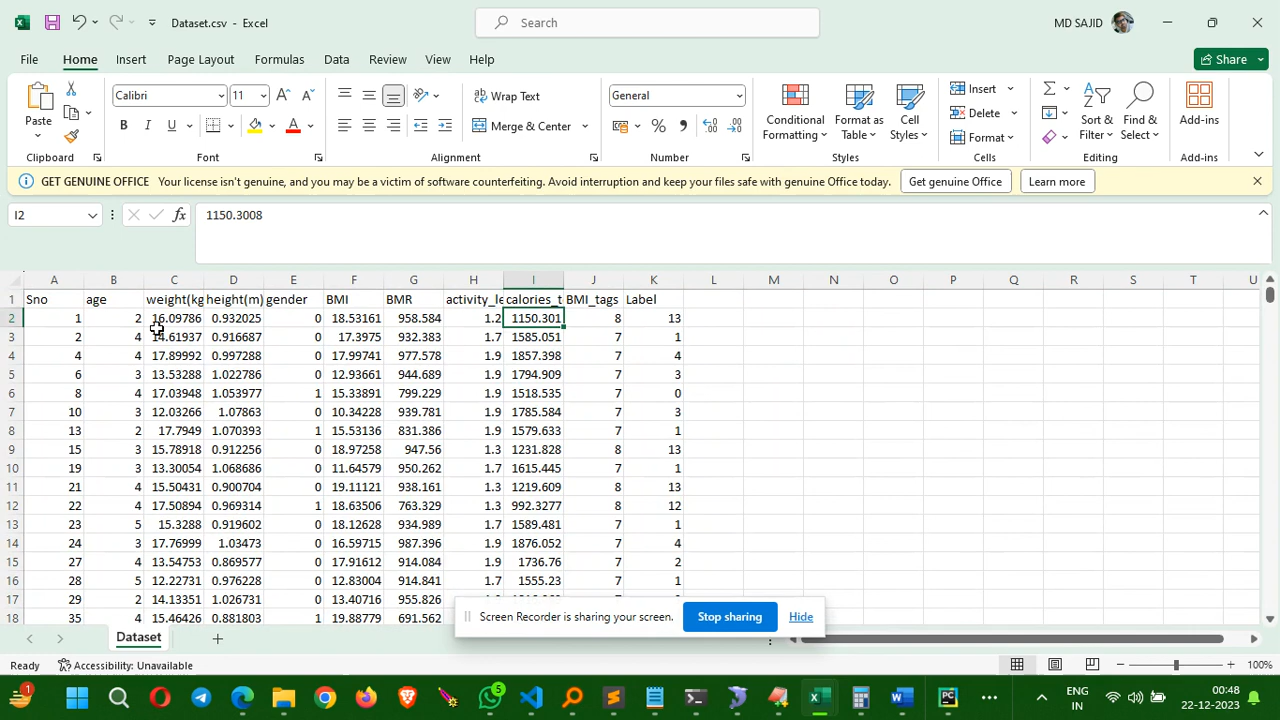 Dataset.csv - Excel
Search
MD SAJID
File Home Insert Page Layout Formulas Data Review View Help
Share
Paste
Calibri 11
Wrap Text
General
Merge & Center
Conditional Formatting
Format as Table
Cell Styles
Insert
Delete
Format
Sort & Filter
Find & Select
Add-ins
Clipboard Font Alignment Number Styles Cells Editing Add-ins
GET GENUINE OFFICE Your license isn't genuine, and you may be a victim of software counterfeiting. Avoid interruption and keep your files safe with genuine Office today. Get genuine Office Learn more
I2 fx 1150.3008
A B C D E F G H I J K L M N O P Q R S T U
1 Sno age weight(kg height(m) gender BMI BMR activity_le calories_t BMI_tags Label
2 1 2 16.09786 0.932025 0 18.53161 958.584 1.2 1150.301 8 13
3 2 4 14.61937 0.916687 0 17.3975 932.383 1.7 1585.051 7 1
4 4 4 17.89992 0.997288 0 17.99741 977.578 1.9 1857.398 7 4
5 6 3 13.53288 1.022786 0 12.93661 944.689 1.9 1794.909 7 3
6 8 4 17.03948 1.053977 1 15.33891 799.229 1.9 1518.535 7 0
7 10 3 12.03266 1.07863 0 10.34228 939.781 1.9 1785.584 7 3
8 13 2 17.7949 1.070393 1 15.53136 831.386 1.9 1579.633 7 1
9 15 3 15.78918 0.912256 0 18.97258 947.56 1.3 1231.828 8 13
10 19 3 13.30054 1.068686 0 11.64579 950.262 1.7 1615.445 7 1
11 21 4 15.50431 0.900704 0 19.11121 938.161 1.3 1219.609 8 13
12 22 4 17.50894 0.969314 1 18.63506 763.329 1.3 992.3277 8 12
13 23 5 15.3288 0.919602 0 18.12628 934.989 1.7 1589.481 7 1
14 24 3 17.76999 1.03473 0 16.59715 987.396 1.9 1876.052 7 4
15 27 4 13.54753 0.869577 0 17.91612 914.084 1.9 1736.76 7 2
16 28 5 12.22731 0.976228 0 12.83004 914.841 1.7 1555.23 7 1
17 29 2 14.13351 1.026731 0 13.40716 955.826
18 35 4 15.46426 0.881803 1 19.88779 691.562
Screen Recorder is sharing your screen. Stop sharing Hide
Dataset
Ready Accessibility: Unavailable 100%
1
5
ENG
IN
00:48
22-12-2023